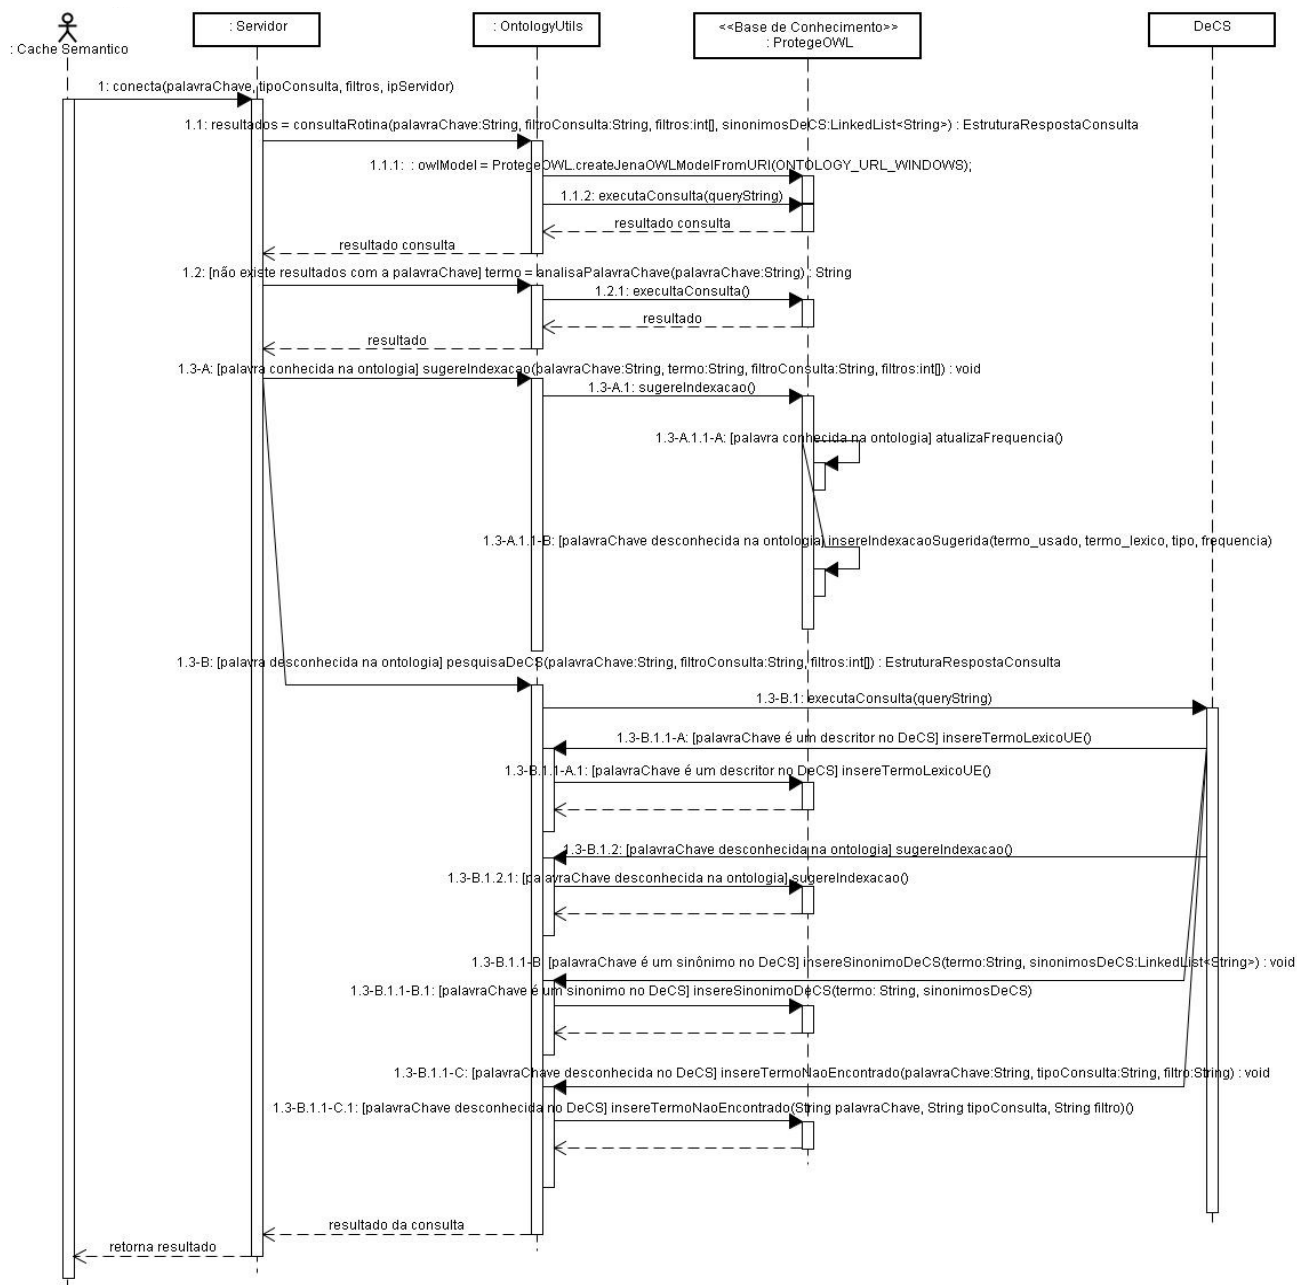 : Cache Semantico
: Servidor
: OntologyUtils
<<Base de Conhecimento>>
: ProtegeOWL
DeCS
1: conecta(palavraChave, tipoConsulta, filtros, ipServidor)
1.1: resultados = consultaRotina(palavraChave:String, filtroConsulta:String, filtros:int[], sinonimosDeCS:LinkedList<String>) : EstruturaRespostaConsulta
1.1.1: : owlModel = ProtegeOWL.createJenaOWLModelFromURI(ONTOLOGY_URL_WINDOWS);
1.1.2: executaConsulta(queryString)
resultado consulta
resultado consulta
1.2: [não existe resultados com a palavraChave] termo = analisaPalavraChave(palavraChave:String) : String
1.2.1: execultaConsulta()
resultado
resultado
1.3-A: [palavra conhecida na ontologia] sugereIndexacao(palavraChave:String, termo:String, filtroConsulta:String, filtros:int[]) : void
1.3-A.1: sugereIndexacao()
1.3-A.1.1-A: [palavra conhecida na ontologia] atualizaFrequencia()
1.3-A.1.1-B: [palavraChave desconhecida na ontologia] insereIndexacaoSugerida(termo_usado, termo_lexico, tipo, frequencia)
1.3-B: [palavra desconhecida na ontologia] pesquisaDeCS(palavraChave:String, filtroConsulta:String, filtros:int[]) : EstruturaRespostaConsulta
1.3-B.1: executaConsulta(queryString)
1.3-B.1.1-A: [palavraChave é um descritor no DeCS] insereTermoLexicoUE()
1.3-B.1.1-A.1: [palavraChave é um descritor no DeCS] insereTermoLexicoUE()
1.3-B.1.2: [palavraChave desconhecida na ontologia] sugereIndexacao()
1.3-B.1.2.1: [palavraChave desconhecida na ontologia] sugereIndexacao()
1.3-B.1.1-B: [palavraChave é um sinônimo no DeCS] insereSinonimoDeCS(termo:String, sinonimosDeCS:LinkedList<String>) : void
1.3-B.1.1-B.1: [palavraChave é um sinonimo no DeCS] insereSinonimoDeCS(termo: String, sinonimosDeCS)
1.3-B.1.1-C: [palavraChave desconhecida no DeCS] insereTermoNaoEncontrado(palavraChave:String, tipoConsulta:String, filtro:String) : void
1.3-B.1.1-C.1: [palavraChave desconhecida no DeCS] insereTermoNaoEncontrado(String palavraChave, String tipoConsulta, String filtro)()
resultado da consulta
retorna resultado